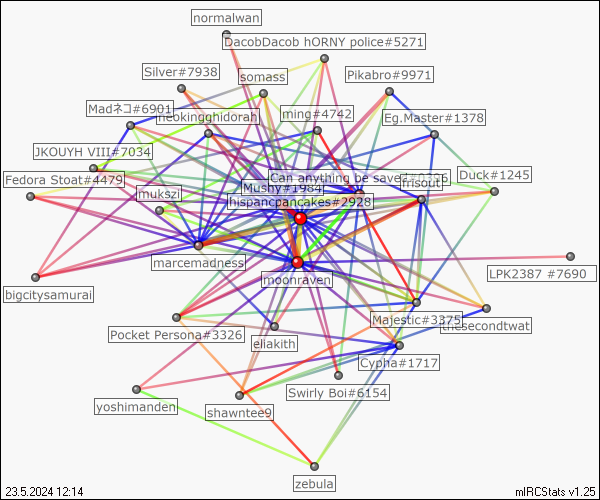 normalwan
DacobDacob hORNY police#5271
Silver#7938
somass
Pikabro#9971
Madネコ#6901
neokingghidorah
ming#4742
Eg.Master#1378
JKOUYH VIII#7034
Fedora Stoat#4479
mukszi
Can anything be saved?
Mushy#1984
frisout
Duck#1245
hispancpancakes#2928
marcemadness
moonraven
LPK2387 #7690
bigcitysamurai
Pocket Persona#3326
eliakith
Majestic#3375
thesecondtwat
Cypha#1717
Swirly Boi#6154
yoshimanden
shawntee9
zebula
23.5.2024 12:14
mIRCStats v1.25